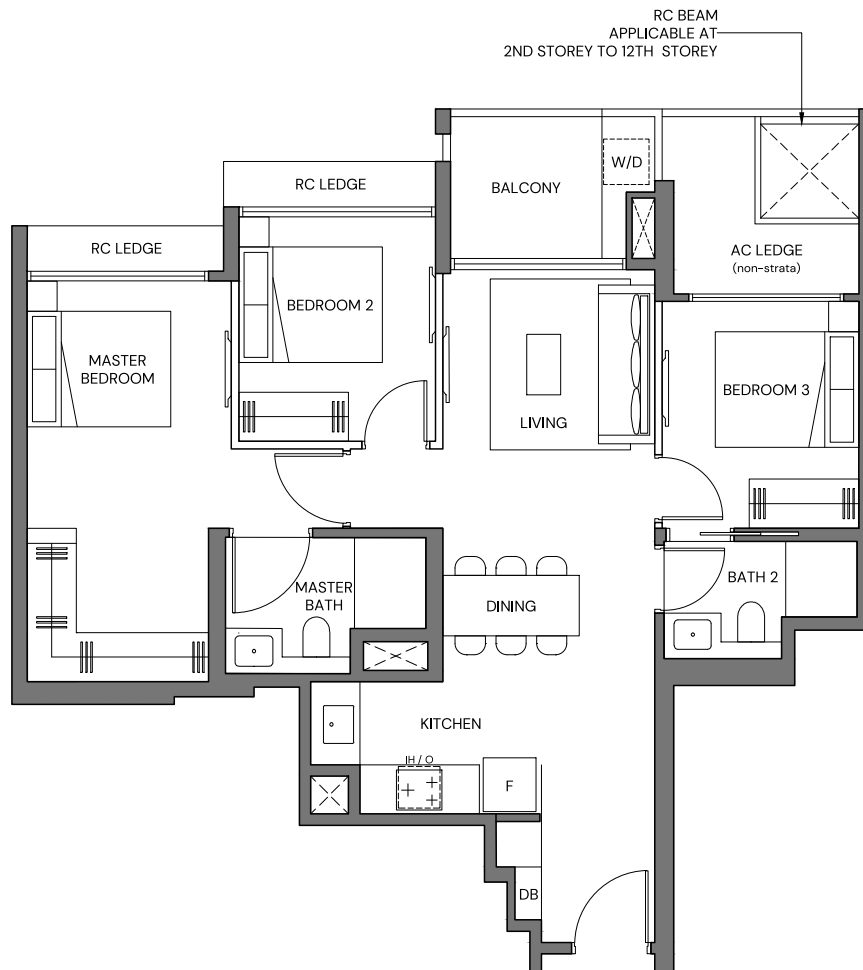 RC BEAM
APPLICABLE AT
2ND STOREY TO 12TH STOREY
W/D
RC LEDGE
BALCONY
RC LEDGE
AC LEDGE
(non-strata)
BEDROOM 2
MASTER
BEDROOM
BEDROOM 3
LIVING
MASTER
BATH
BATH 2
DINING
KITCHEN
IH / O
F
DB